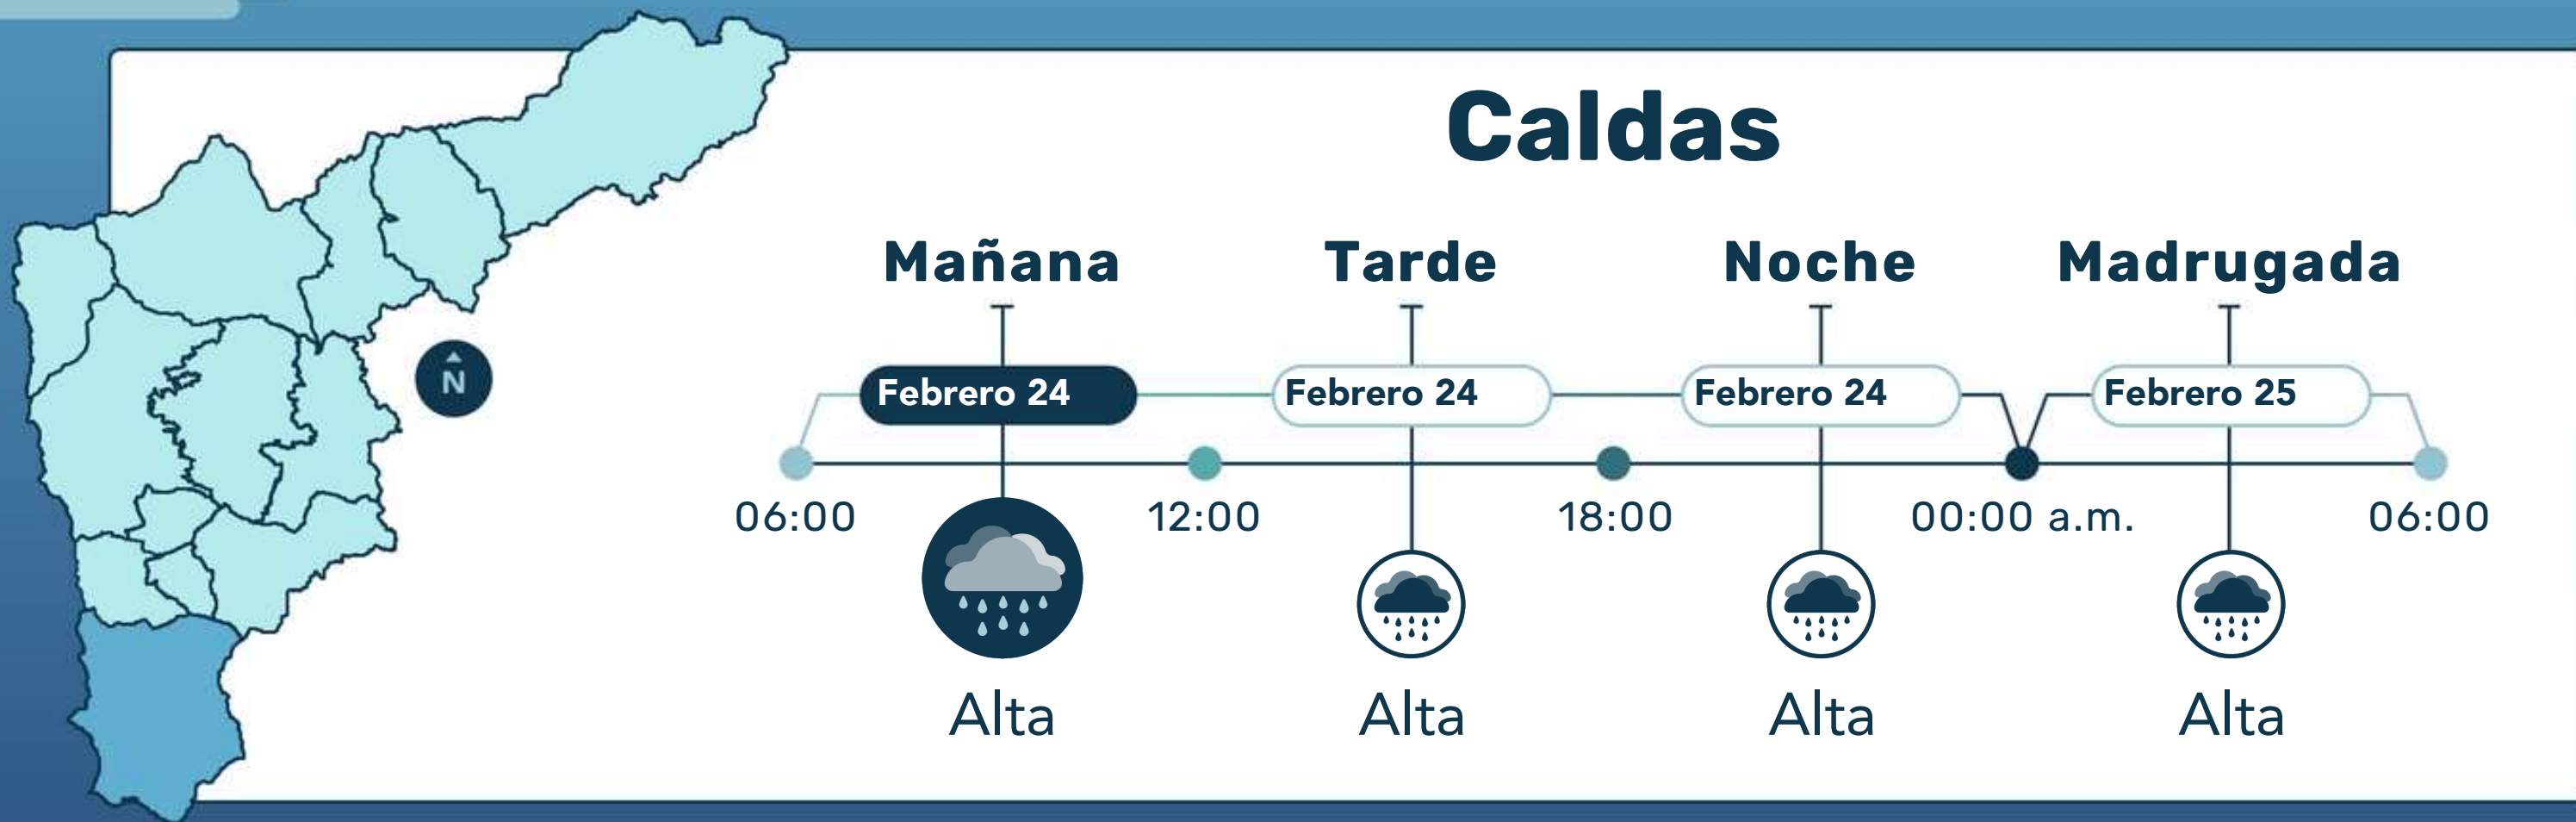 Caldas
Mañana Tarde Noche Madrugada
Febrero 24 Febrero 24 Febrero 24 Febrero 25
N
06:00 12:00 18:00 00:00 a.m. 06:00
Alta Alta Alta Alta